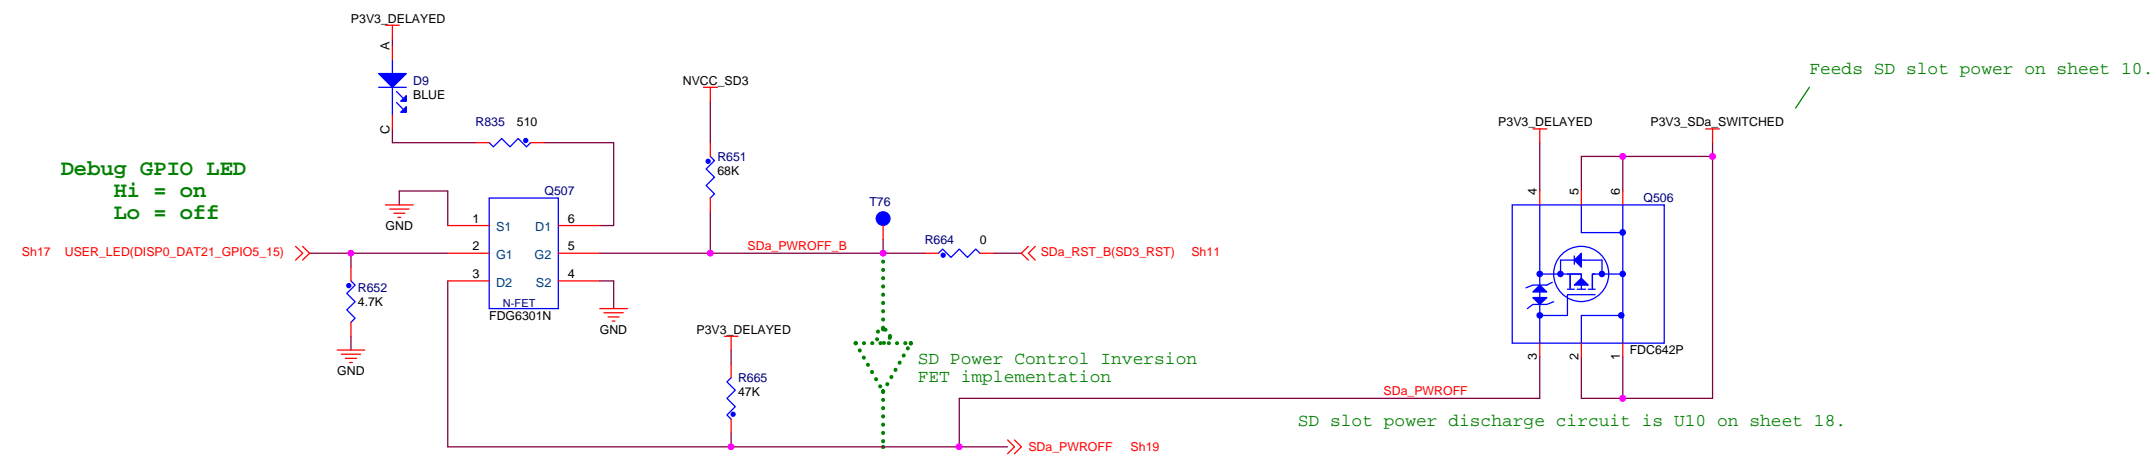 P3V3_DELAYED
A
D9
BLUE
C
R835 510
Debug GPIO LED
Hi = on
Lo = off
GND
Q507
1 S1 D1 6
2 G1 G2 5
3 D2 S2 4
N-FET
FDG6301N
Sh17 USER_LED(DISP0_DAT21_GPIO5_15)
R652
4.7K
GND
NVCC_SD3
R651
68K
T76
SDa_PWROFF_B
R664 0
SDa_RST_B(SD3_RST) Sh11
GND
P3V3_DELAYED
R665
47K
SD Power Control Inversion
FET implementation
SDa_PWROFF Sh19
Feeds SD slot power on sheet 10.
P3V3_DELAYED
P3V3_SDa_SWITCHED
4
5
6
Q506
FDC642P
3
2
1
SDa_PWROFF
SD slot power discharge circuit is U10 on sheet 18.